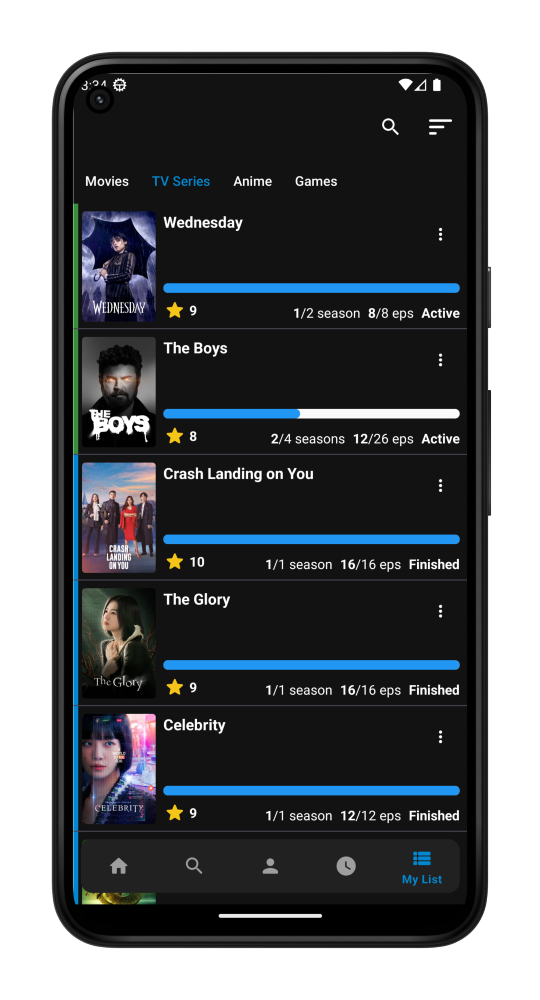 3:34
Movies TV Series Anime Games
Wednesday
WEDNESDAY
9 1/2 season 8/8 eps Active
The Boys
THE
BOYS
8 2/4 seasons 12/26 eps Active
Crash Landing on You
CRASH
LANDING
ON YOU
10 1/1 season 16/16 eps Finished
The Glory
The Glory
9 1/1 season 16/16 eps Finished
Celebrity
CELEBRITY
9 1/1 season 12/12 eps Finished
My List